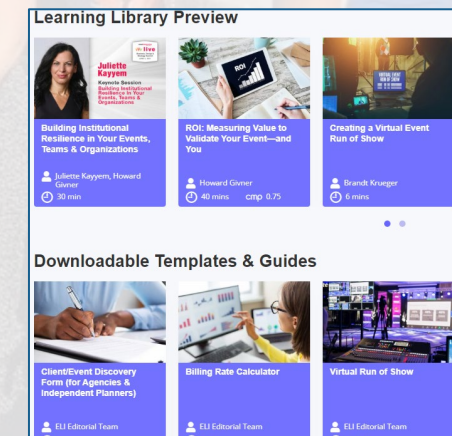 Learning Library Preview
m live
Juliette
Kayyem
Keynote Session
Building Institutional
Resilience in Your
Events, Teams &
Organizations
ROI
VIRTUAL EVENT
RUN OF SHOW
Building Institutional
Resilience in Your Events,
Teams & Organizations
Juliette Kayyem, Howard
Givner
30 min
ROI: Measuring Value to
Validate Your Event—and
You
Howard Givner
40 mins cmp 0.75
Creating a Virtual Event
Run of Show
Brandt Krueger
6 mins
Downloadable Templates & Guides
Client/Event Discovery
Form (for Agencies &
Independent Planners)
ELI Editorial Team
Billing Rate Calculator
ELI Editorial Team
Virtual Run of Show
ELI Editorial Team